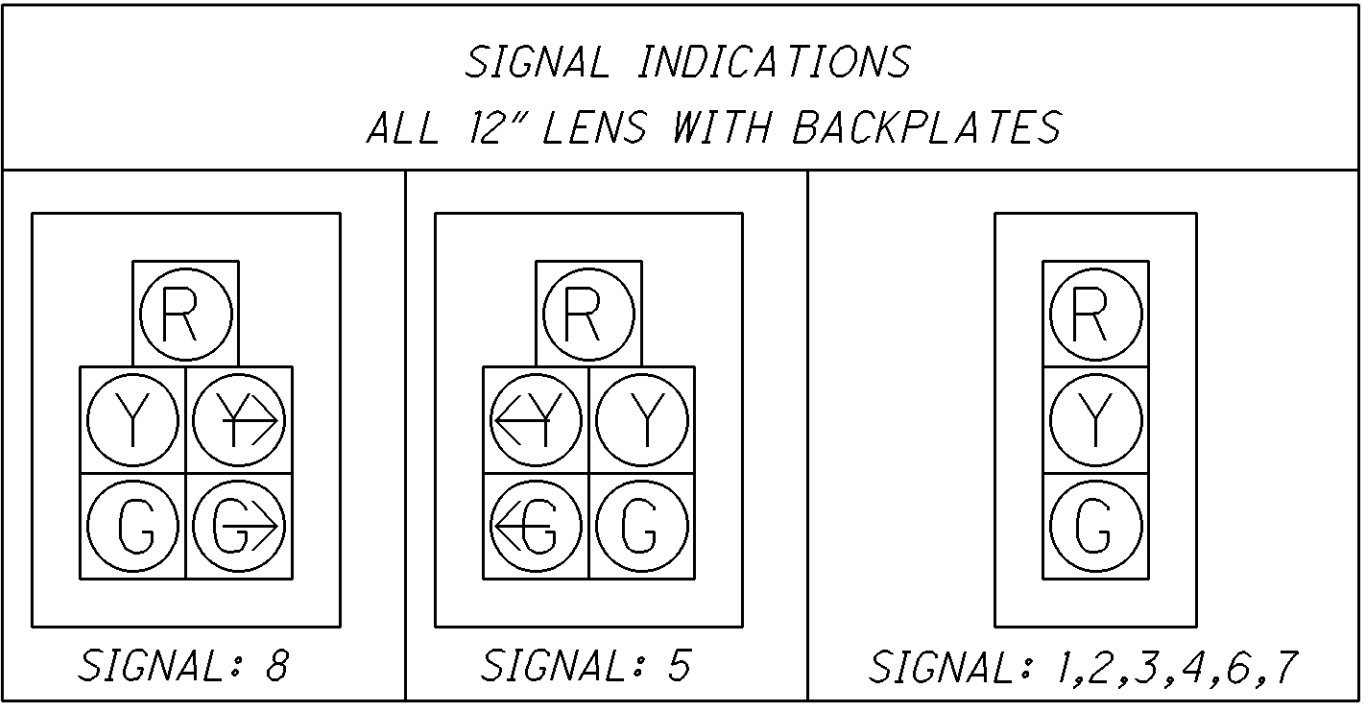 SIGNAL INDICATIONS
ALL 12" LENS WITH BACKPLATES
R
Y Y
G G
SIGNAL: 8
R
Y Y
G G
SIGNAL: 5
R
Y
G
SIGNAL: 1,2,3,4,6,7